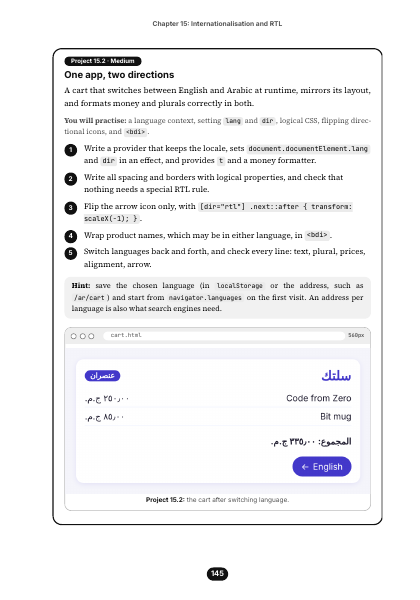 Chapter 15: Internationalisation and RTL
Project 15.2 · Medium
One app, two directions
A cart that switches between English and Arabic at runtime, mirrors its layout,
and formats money and plurals correctly in both.
You will practise: a language context, setting lang and dir, logical CSS, flipping direc-
tional icons, and <bdi>.
1 Write a provider that keeps the locale, sets document.documentElement.lang
and dir in an effect, and provides t and a money formatter.
2 Write all spacing and borders with logical properties, and check that
nothing needs a special RTL rule.
3 Flip the arrow icon only, with [dir="rtl"] .next::after { transform:
scaleX(-1); }.
4 Wrap product names, which may be in either language, in <bdi>.
5 Switch languages back and forth, and check every line: text, plural, prices,
alignment, arrow.
Hint: save the chosen language (in localStorage or the address, such as
/ar/cart) and start from navigator.languages on the first visit. An address per
language is also what search engines need.
cart.html 560px
سلتك
عنصران
Code from Zero
٢٥٠٫٠٠ ج.م.
Bit mug
٨٥٫٠٠ ج.م.
المجموع: ٣٣٥٫٠٠ ج.م.
← English
Project 15.2: the cart after switching language.
145